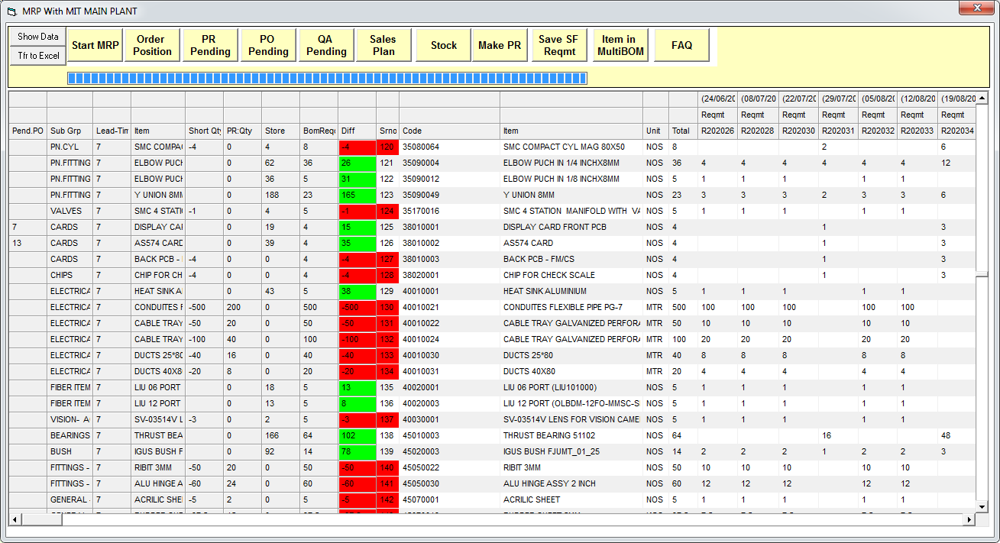 MRP With MIT MAIN PLANT
Show Data
Tfr to Excel
Start MRP
Order Position
PR Pending
PO Pending
QA Pending
Sales Plan
Stock
Make PR
Save SF Reqmt
Item in MultiBOM
FAQ
(24/06/20 (08/07/20 (22/07/20 (29/07/20 (05/08/20 (12/08/20 (19/08/20
Reqmt Reqmt Reqmt Reqmt Reqmt Reqmt Reqmt
Pend.PO Sub Grp Lead-Tim Item Short Qty PR:Qty Store BomReq Diff Srno Code Item Unit Total R202026 R202028 R202030 R202031 R202032 R202033 R202034
PN.CYL 7 SMC COMPA -4 0 4 8 -4 120 35080064 SMC COMPACT CYL MAG 80X50 NOS 8 2 6
PN.FITTING 7 ELBOW PUCH 0 62 36 26 121 35090004 ELBOW PUCH IN 1/4 INCHX8MM NOS 36 4 4 4 4 4 4 12
PN.FITTING 7 ELBOW PUCH 0 36 5 31 122 35090012 ELBOW PUCH IN 1/8 INCHX8MM NOS 5 1 1 1 1 1
PN.FITTING 7 Y UNION 8MM 0 188 23 165 123 35090049 Y UNION 8MM NOS 23 3 3 3 2 3 3 6
VALVES 7 SMC 4 STATI -1 0 4 5 -1 124 35170016 SMC 4 STATION MANIFOLD WITH VA NOS 5 1 1 1 1 1
7 CARDS 7 DISPLAY CAI 0 19 4 15 125 38010001 DISPLAY CARD FRONT PCB NOS 4 1 3
13 CARDS 7 AS574 CARD 0 39 4 35 126 38010002 AS574 CARD NOS 4 1 3
CARDS 7 BACK PCB - -4 0 0 4 -4 127 38010003 BACK PCB - FM/CS NOS 4 1 3
CHIPS 7 CHIP FOR CH -4 0 0 4 -4 128 38020001 CHIP FOR CHECK SCALE NOS 4 1 3
ELECTRICA 7 HEAT SINK A 0 43 5 38 129 40010001 HEAT SINK ALUMINIUM NOS 5 1 1 1 1 1
ELECTRICA 7 CONDUITES F -500 200 0 500 -500 130 40010021 CONDUITES FLEXIBLE PIPE PG-7 MTR 500 100 100 100 100 100
ELECTRICA 7 CABLE TRAY -50 20 0 50 -50 131 40010022 CABLE TRAY GALVANIZED PERFORA MTR 50 10 10 10 10 10
ELECTRICA 7 CABLE TRAY -100 40 0 100 -100 132 40010024 CABLE TRAY GALVANIZED PERFORA MTR 100 20 20 20 20 20
ELECTRICA 7 DUCTS 25*80 -40 16 0 40 -40 133 40010030 DUCTS 25*80 MTR 40 8 8 8 8 8
ELECTRICA 7 DUCTS 40X8 -20 8 0 20 -20 134 40010031 DUCTS 40X80 MTR 20 4 4 4 4 4
FIBER ITEM 7 LIU 06 PORT 0 18 5 13 135 40020001 LIU 06 PORT (LIU101000) NOS 5 1 1 1 1 1
FIBER ITEM 7 LIU 12 PORT 0 13 5 8 136 40020003 LIU 12 PORT (OLBDM-12FO-MMSC-S NOS 5 1 1 1 1 1
VISION- A 7 SV-03514V L -3 0 2 5 -3 137 40030001 SV-03514V LENS FOR VISION CAME NOS 5 1 1 1 1 1
BEARINGS 7 THRUST BEA 0 166 64 102 138 45010003 THRUST BEARING 51102 NOS 64 16 48
BUSH 7 IGUS BUSH F 0 92 14 78 139 45020003 IGUS BUSH FJUMT_01_25 NOS 14 2 2 2 1 2 2 3
FITTINGS - 7 RIBIT 3MM -50 20 0 50 -50 140 45050022 RIBIT 3MM NOS 50 10 10 10 10 10
FITTINGS - 7 ALU HINGE A -60 24 0 60 -60 141 45050030 ALU HINGE ASSY 2 INCH NOS 60 12 12 12 12 12
GENERAL 7 ACRILIC SHEI -5 2 0 5 -5 142 45070001 ACRILIC SHEET NOS 5 1 1 1 1 1